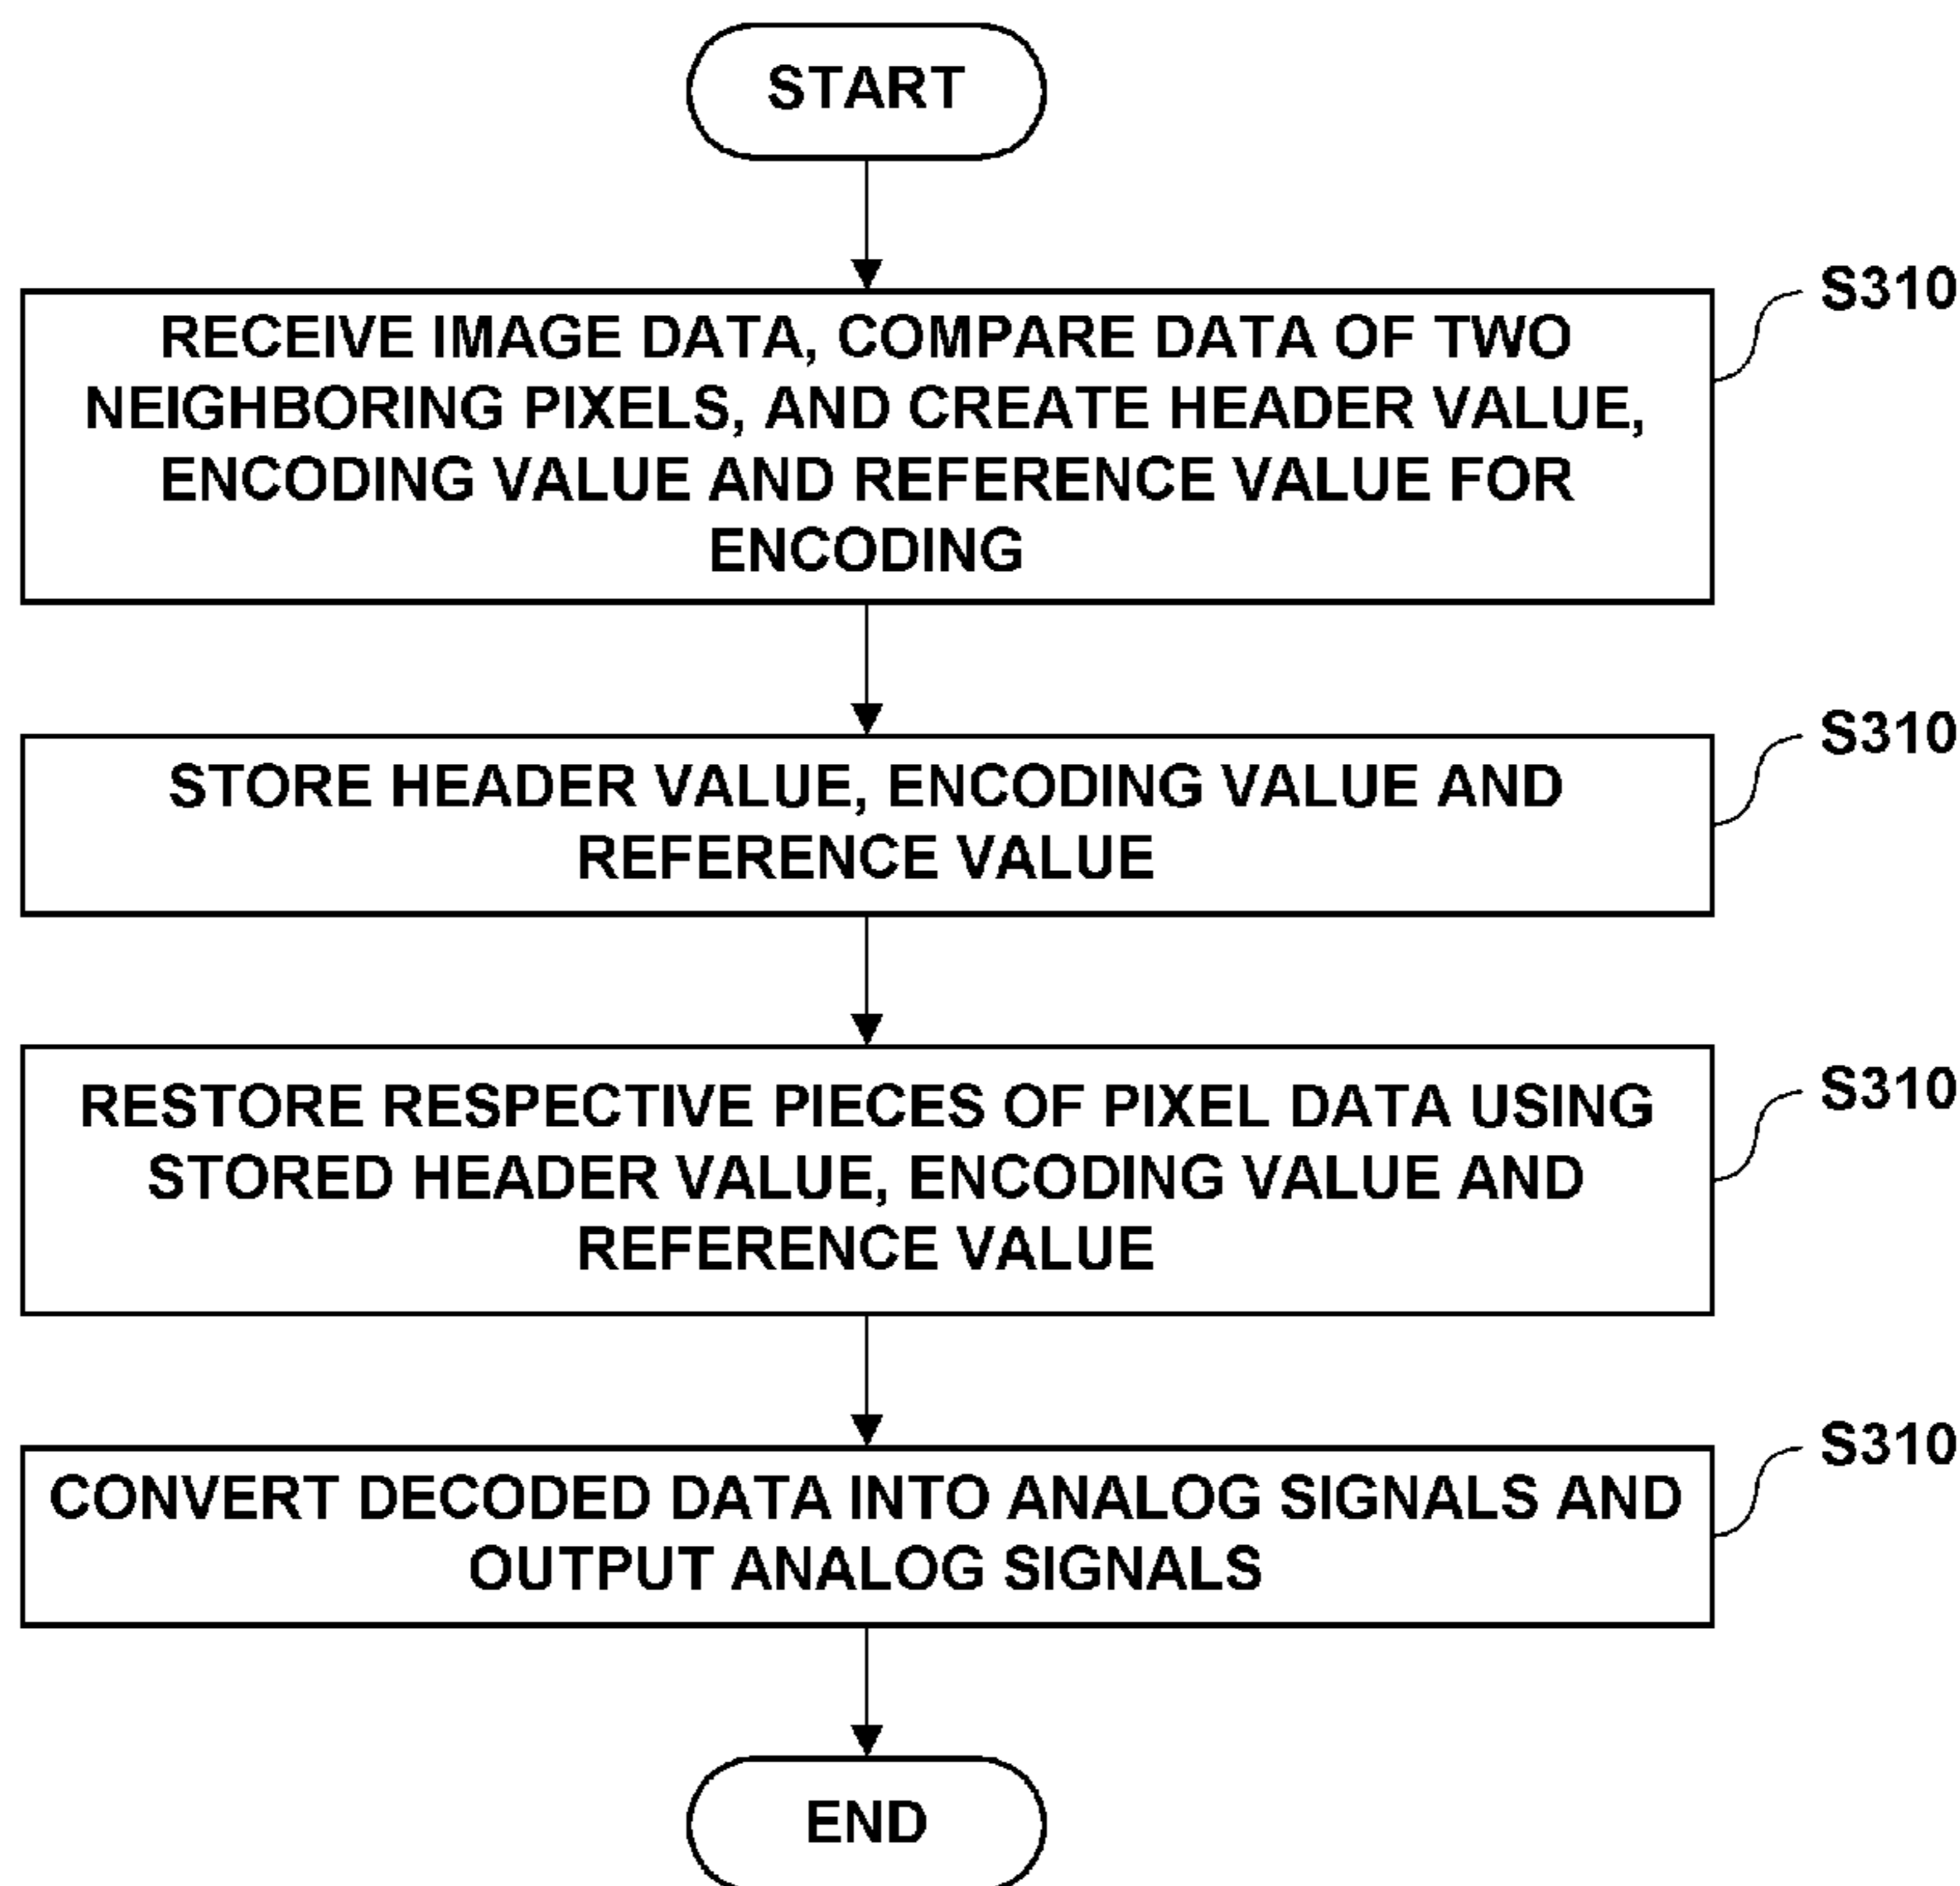 START
S310
RECEIVE IMAGE DATA, COMPARE DATA OF TWO
NEIGHBORING PIXELS, AND CREATE HEADER VALUE,
ENCODING VALUE AND REFERENCE VALUE FOR
ENCODING
S310
STORE HEADER VALUE, ENCODING VALUE AND
REFERENCE VALUE
S310
RESTORE RESPECTIVE PIECES OF PIXEL DATA USING
STORED HEADER VALUE, ENCODING VALUE AND
REFERENCE VALUE
S310
CONVERT DECODED DATA INTO ANALOG SIGNALS AND
OUTPUT ANALOG SIGNALS
END